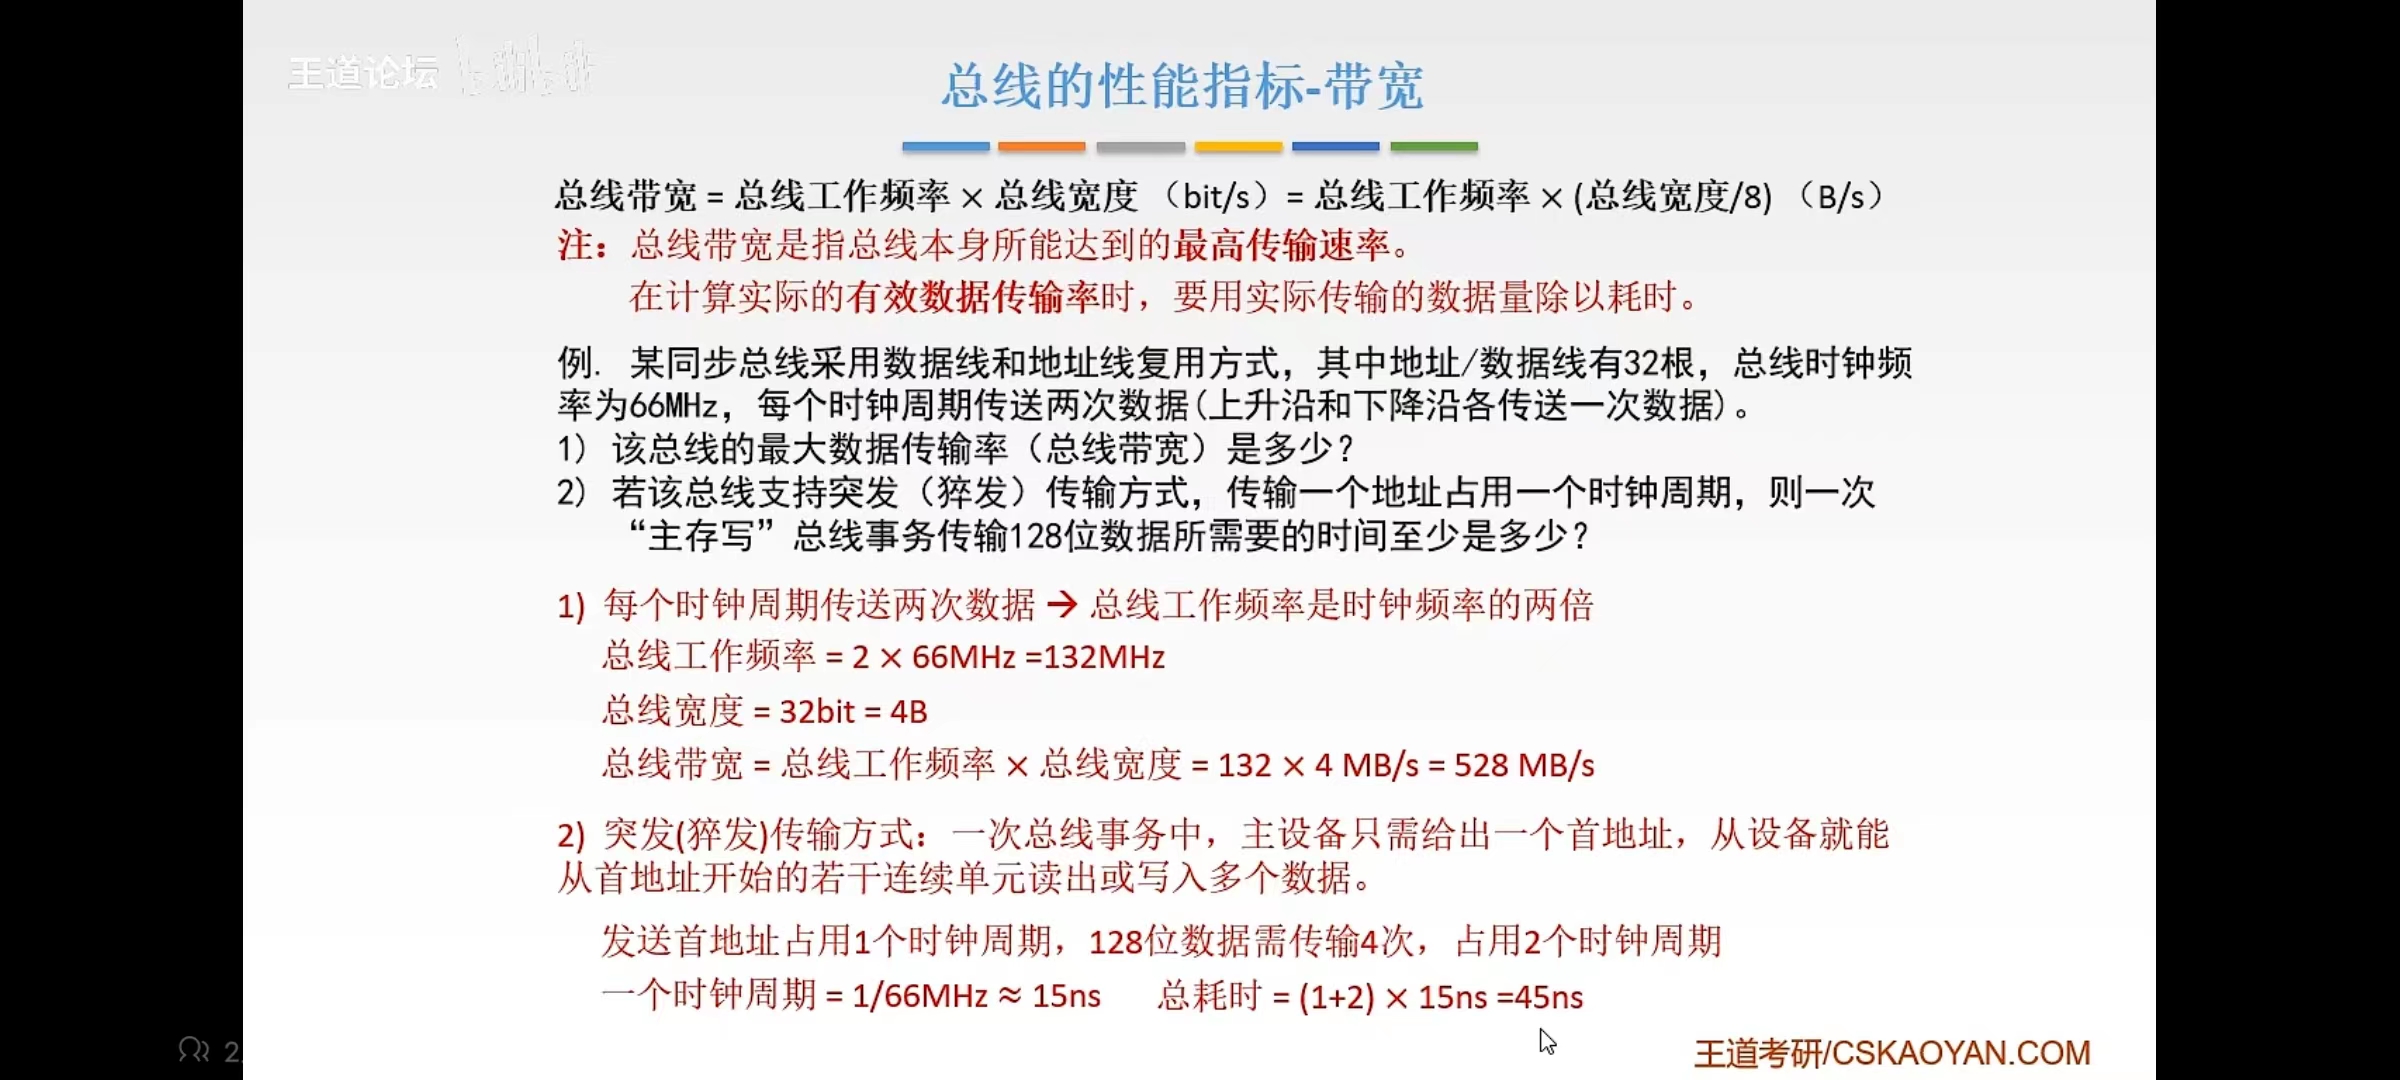 王道论坛 bilibili
总线的性能指标-带宽
总线带宽 = 总线工作频率 × 总线宽度 （bit/s）= 总线工作频率 × (总线宽度/8) （B/s）
注：总线带宽是指总线本身所能达到的最高传输速率。
在计算实际的有效数据传输率时，要用实际传输的数据量除以耗时。
例. 某同步总线采用数据线和地址线复用方式，其中地址/数据线有32根，总线时钟频
率为66MHz，每个时钟周期传送两次数据(上升沿和下降沿各传送一次数据)。
1) 该总线的最大数据传输率（总线带宽）是多少？
2) 若该总线支持突发（猝发）传输方式，传输一个地址占用一个时钟周期，则一次
“主存写”总线事务传输128位数据所需要的时间至少是多少？
1) 每个时钟周期传送两次数据 → 总线工作频率是时钟频率的两倍
总线工作频率 = 2 × 66MHz =132MHz
总线宽度 = 32bit = 4B
总线带宽 = 总线工作频率 × 总线宽度 = 132 × 4 MB/s = 528 MB/s
2) 突发(猝发)传输方式：一次总线事务中，主设备只需给出一个首地址，从设备就能
从首地址开始的若干连续单元读出或写入多个数据。
发送首地址占用1个时钟周期，128位数据需传输4次，占用2个时钟周期
一个时钟周期 = 1/66MHz ≈ 15ns 总耗时 = (1+2) × 15ns =45ns
王道考研/CSKAOYAN.COM